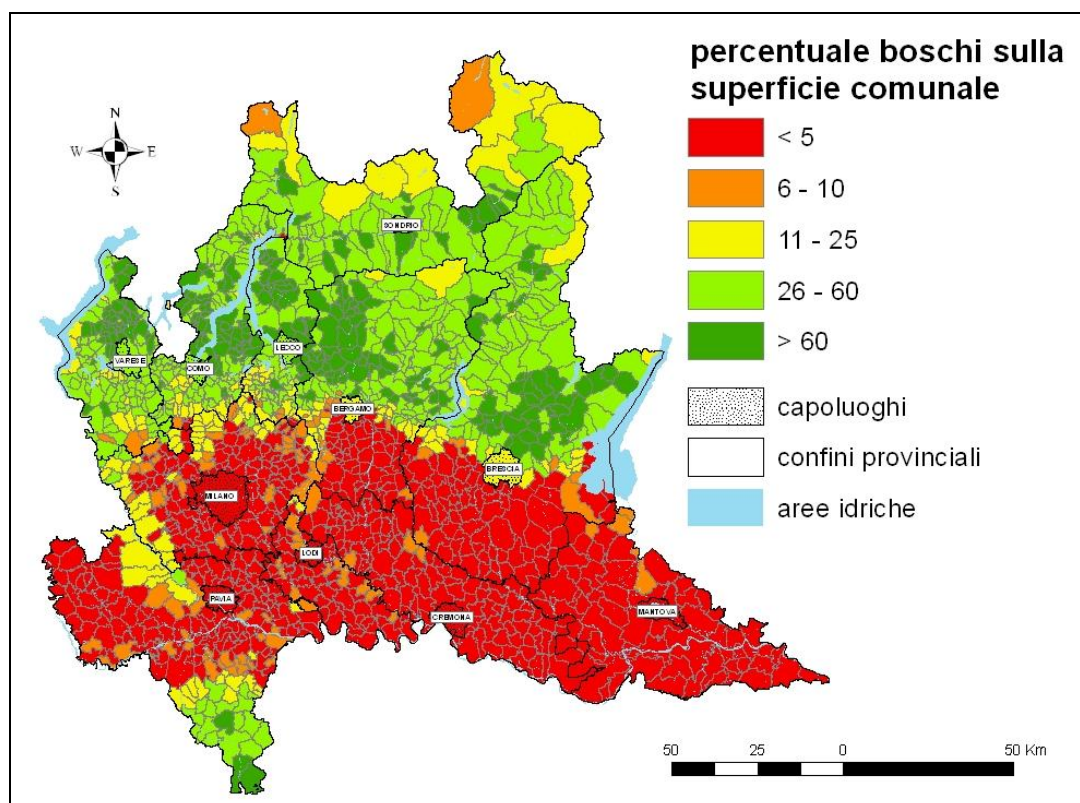 percentuale boschi sulla
superficie comunale
< 5
6 - 10
11 - 25
26 - 60
> 60
capoluoghi
confini provinciali
aree idriche
N
W E
S
SONDRIO
VARESE
COMO
LECCO
BERGAMO
BRESCIA
MILANO
LODI
PAVIA
CREMONA
MANTOVA
50 25 0 50 Km